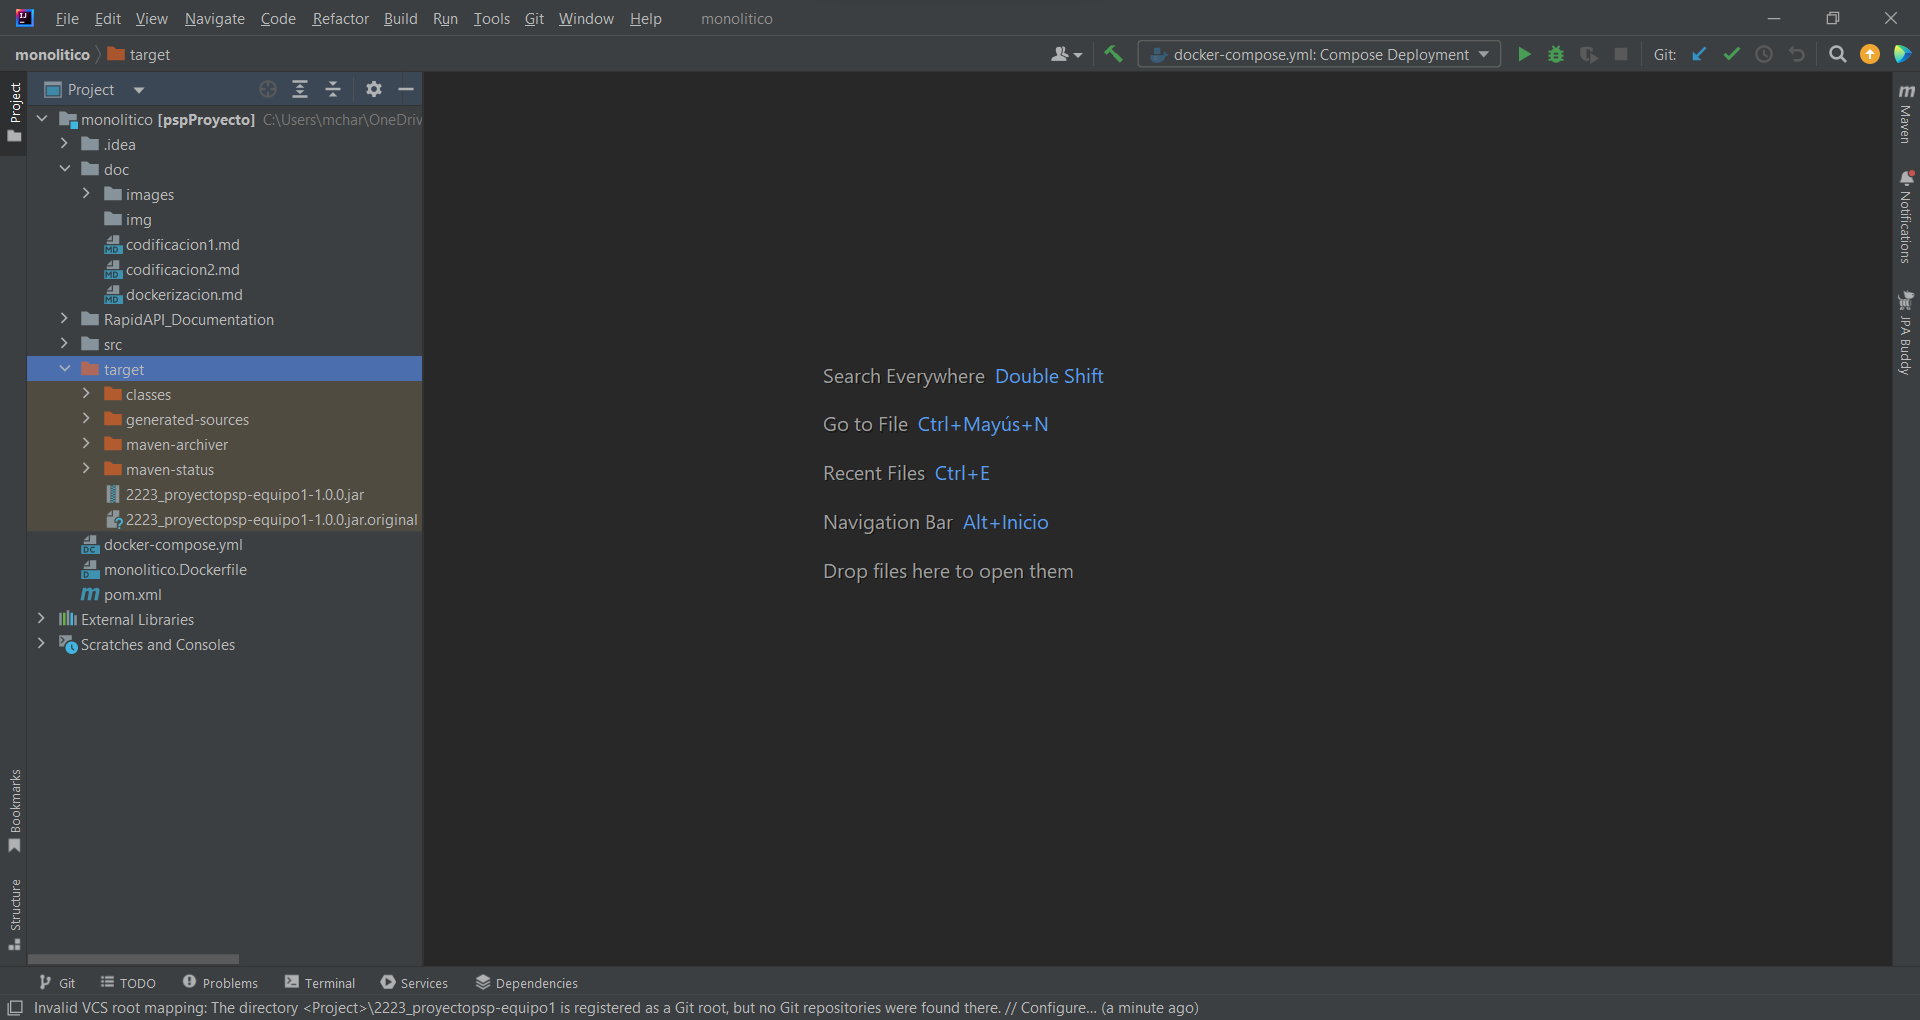 File Edit View Navigate Code Refactor Build Run Tools Git Window Help monolitico
monolitico target
docker-compose.yml: Compose Deployment Git:
Project
Project
monolitico [pspProyecto] C:\Users\mchar\OneDriv
.idea
doc
images
img
codificacion1.md
codificacion2.md
dockerizacion.md
RapidAPI_Documentation
src
target
classes
generated-sources
maven-archiver
maven-status
2223_proyectopsp-equipo1-1.0.0.jar
2223_proyectopsp-equipo1-1.0.0.jar.original
docker-compose.yml
monolitico.Dockerfile
pom.xml
External Libraries
Scratches and Consoles
Bookmarks
Structure
Search Everywhere Double Shift
Go to File Ctrl+Mayús+N
Recent Files Ctrl+E
Navigation Bar Alt+Inicio
Drop files here to open them
Maven
Notifications
JPA Buddy
Git TODO Problems Terminal Services Dependencies
Invalid VCS root mapping: The directory <Project>\2223_proyectopsp-equipo1 is registered as a Git root, but no Git repositories were found there. // Configure... (a minute ago)